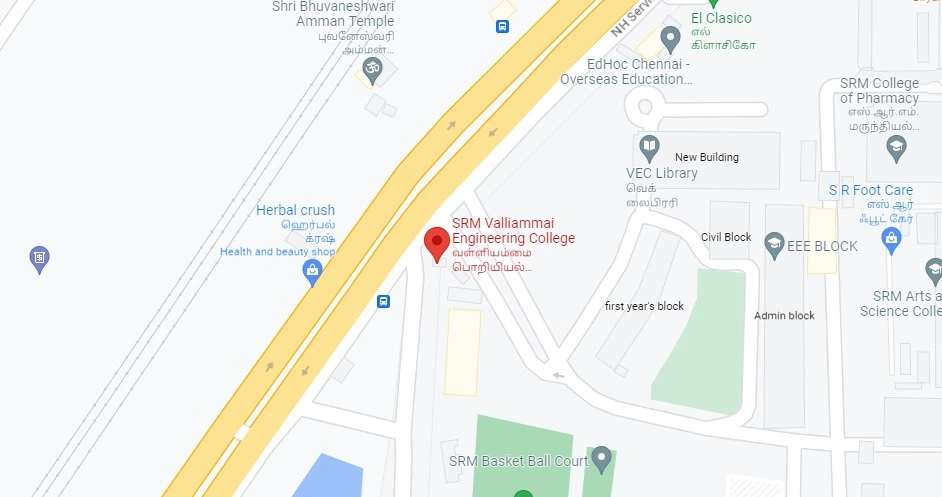 Shri Bhuvaneshwari
Amman Temple
புவனேஸ்வரி
அம்மன்...
El Clasico
எல்
கிளாசிகோ
NH Servi
EdHoc Chennai -
Overseas Education...
SRM College
of Pharmacy
எஸ்.ஆர்.எம்.
மருந்தியல்...
New Building
VEC Library
வெக்
லைபிரரி
S R Foot Care
எஸ் ஆர்
ஃபூட் கேர்
Herbal crush
ஹெர்பல்
க்ரஷ்
Health and beauty shop
SRM Valliammai
Engineering College
வள்ளியம்மை
பொறியியல்...
Civil Block
EEE BLOCK
first year's block
Admin block
SRM Arts a
Science Colle
SRM Basket Ball Court